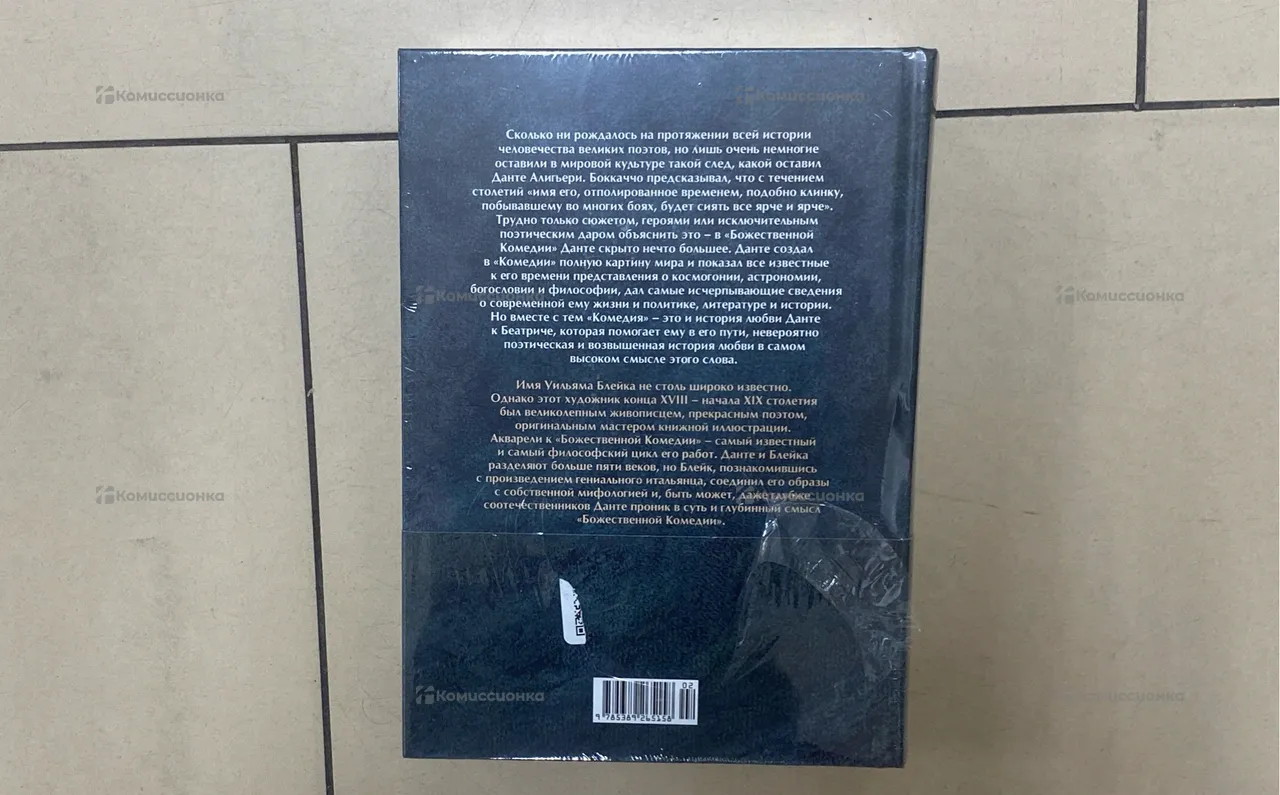 Комиссионка
Комиссионка
Сколько ни рождалось на протяжении всей истории
человечества великих поэтов, но лишь очень немногие
оставили в мировой культуре такой след, какой оставил
Данте Алигьери. Боккаччо предсказывал, что с течением
столетий «имя его, отполированное временем, подобно клинку,
побывавшему во многих боях, будет сиять все ярче и ярче».
Трудно только сюжетом, героями или исключительным
поэтическим даром объяснить это – в «Божественной
Комедии» Данте скрыто нечто большее. Данте создал
в «Комедии» полную картину мира и показал все известные
к его времени представления о космогонии, астрономии,
богословии и философии, дал самые исчерпывающие сведения
о современной ему жизни и политике, литературе и истории.
Но вместе с тем «Комедия» – это и история любви Данте
к Беатриче, которая помогает ему в его пути, невероятно
поэтическая и возвышенная история любви в самом
высоком смысле этого слова.
Комиссионка
Комиссионка
Имя Уильяма Блейка не столь широко известно.
Однако этот художник конца XVIII – начала XIX столетия
был великолепным живописцем, прекрасным поэтом,
оригинальным мастером книжной иллюстрации.
Акварели к «Божественной Комедии» – самый известный
и самый философский цикл его работ. Данте и Блейка
разделяют больше пяти веков, но Блейк, познакомившись
с произведением гениального итальянца, соединил его образы
с собственной мифологией и, быть может, даже глубже
соотечественников Данте проник в суть и глубинный смысл
«Божественной Комедии».
Комиссионка
Комиссионка
Комиссионка
Комиссионка
02
9 785389 265158